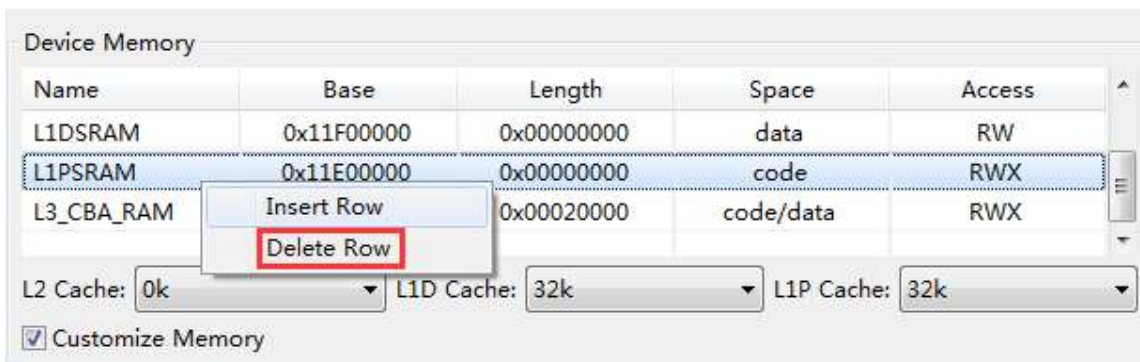 Device Memory
Name Base Length Space Access
L1DSRAM 0x11F00000 0x00000000 data RW
L1PSRAM 0x11E00000 0x00000000 code RWX
Insert Row
L3_CBA_RAM 0x00020000 code/data RWX
Delete Row
L2 Cache: 0k L1D Cache: 32k L1P Cache: 32k
Customize Memory